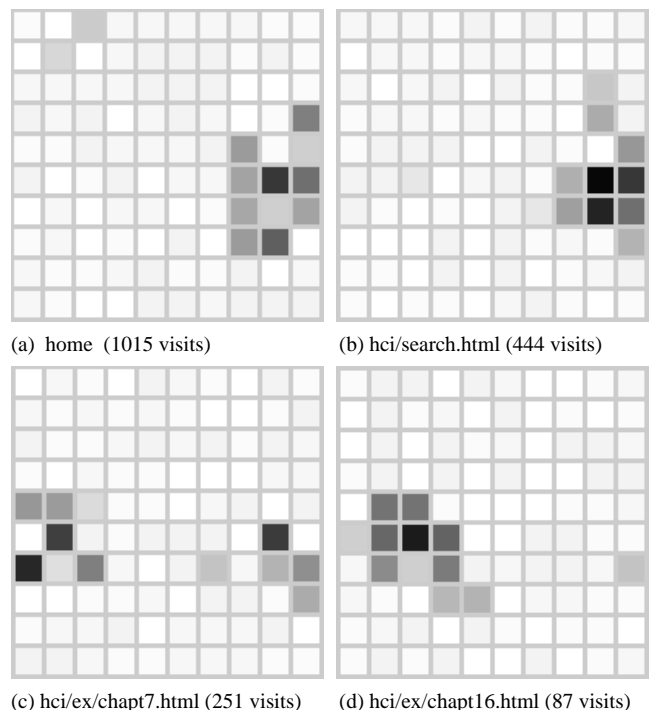 (a) home (1015 visits)
(b) hci/search.html (444 visits)
(c) hci/ex/chapt7.html (251 visits)
(d) hci/ex/chapt16.html (87 visits)